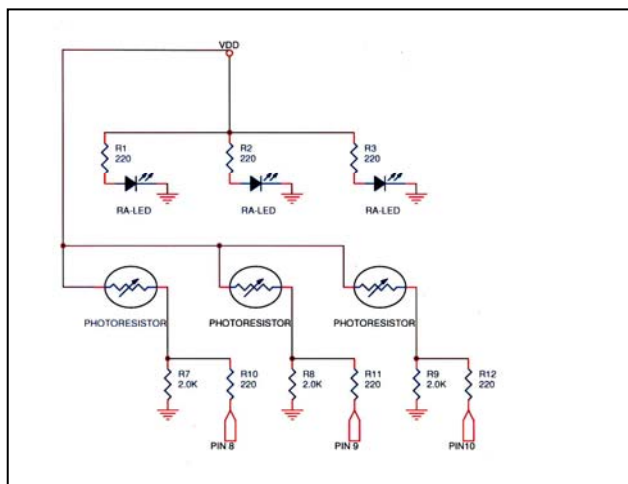 VDD
R1
220
R2
220
R3
220
RA-LED
RA-LED
RA-LED
PHOTORESISTOR
PHOTORESISTOR
PHOTORESISTOR
R7
2.0K
R10
220
R8
2.0K
R11
220
R9
2.0K
R12
220
PIN 8
PIN 9
PIN10